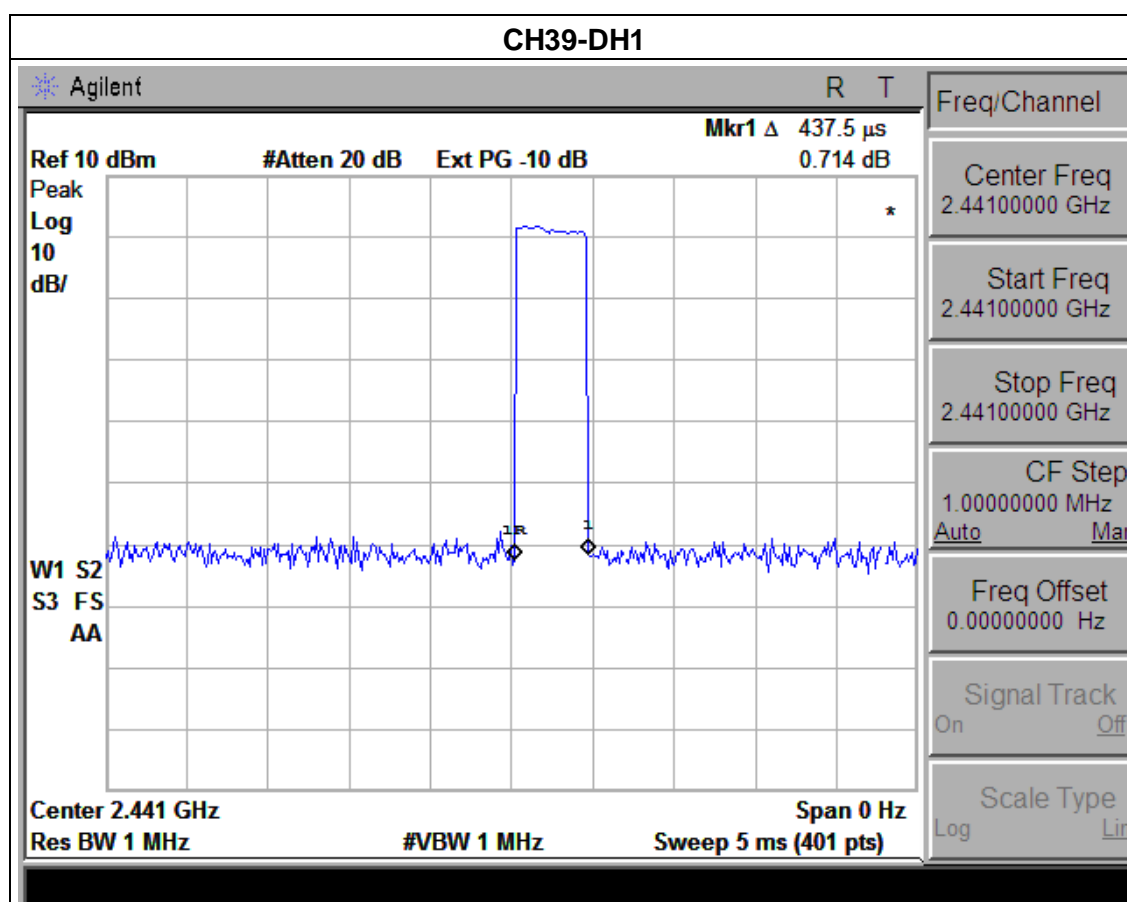 CH39-DH1
Agilent R T
Mkr1 Δ 437.5 μs
Ref 10 dBm #Atten 20 dB Ext PG -10 dB 0.714 dB
Peak
Log
10
dB/
*
1R
1
W1 S2
S3 FS
AA
Center 2.441 GHz Span 0 Hz
Res BW 1 MHz #VBW 1 MHz Sweep 5 ms (401 pts)
Freq/Channel
Center Freq
2.44100000 GHz
Start Freq
2.44100000 GHz
Stop Freq
2.44100000 GHz
CF Step
1.00000000 MHz
Auto Man
Freq Offset
0.00000000 Hz
Signal Track
On Off
Scale Type
Log Lin